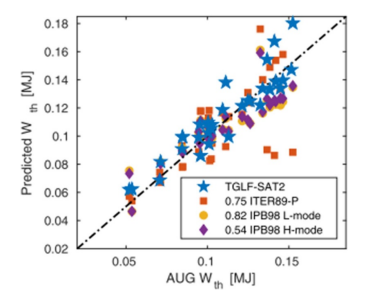 0.18
0.16
0.14
0.12
0.1
0.08
0.06
0.04
0.02
Predicted W th [MJ]
TGLF-SAT2
0.75 ITER89-P
0.82 IPB98 L-mode
0.54 IPB98 H-mode
0.05 0.1 0.15
AUG W th [MJ]